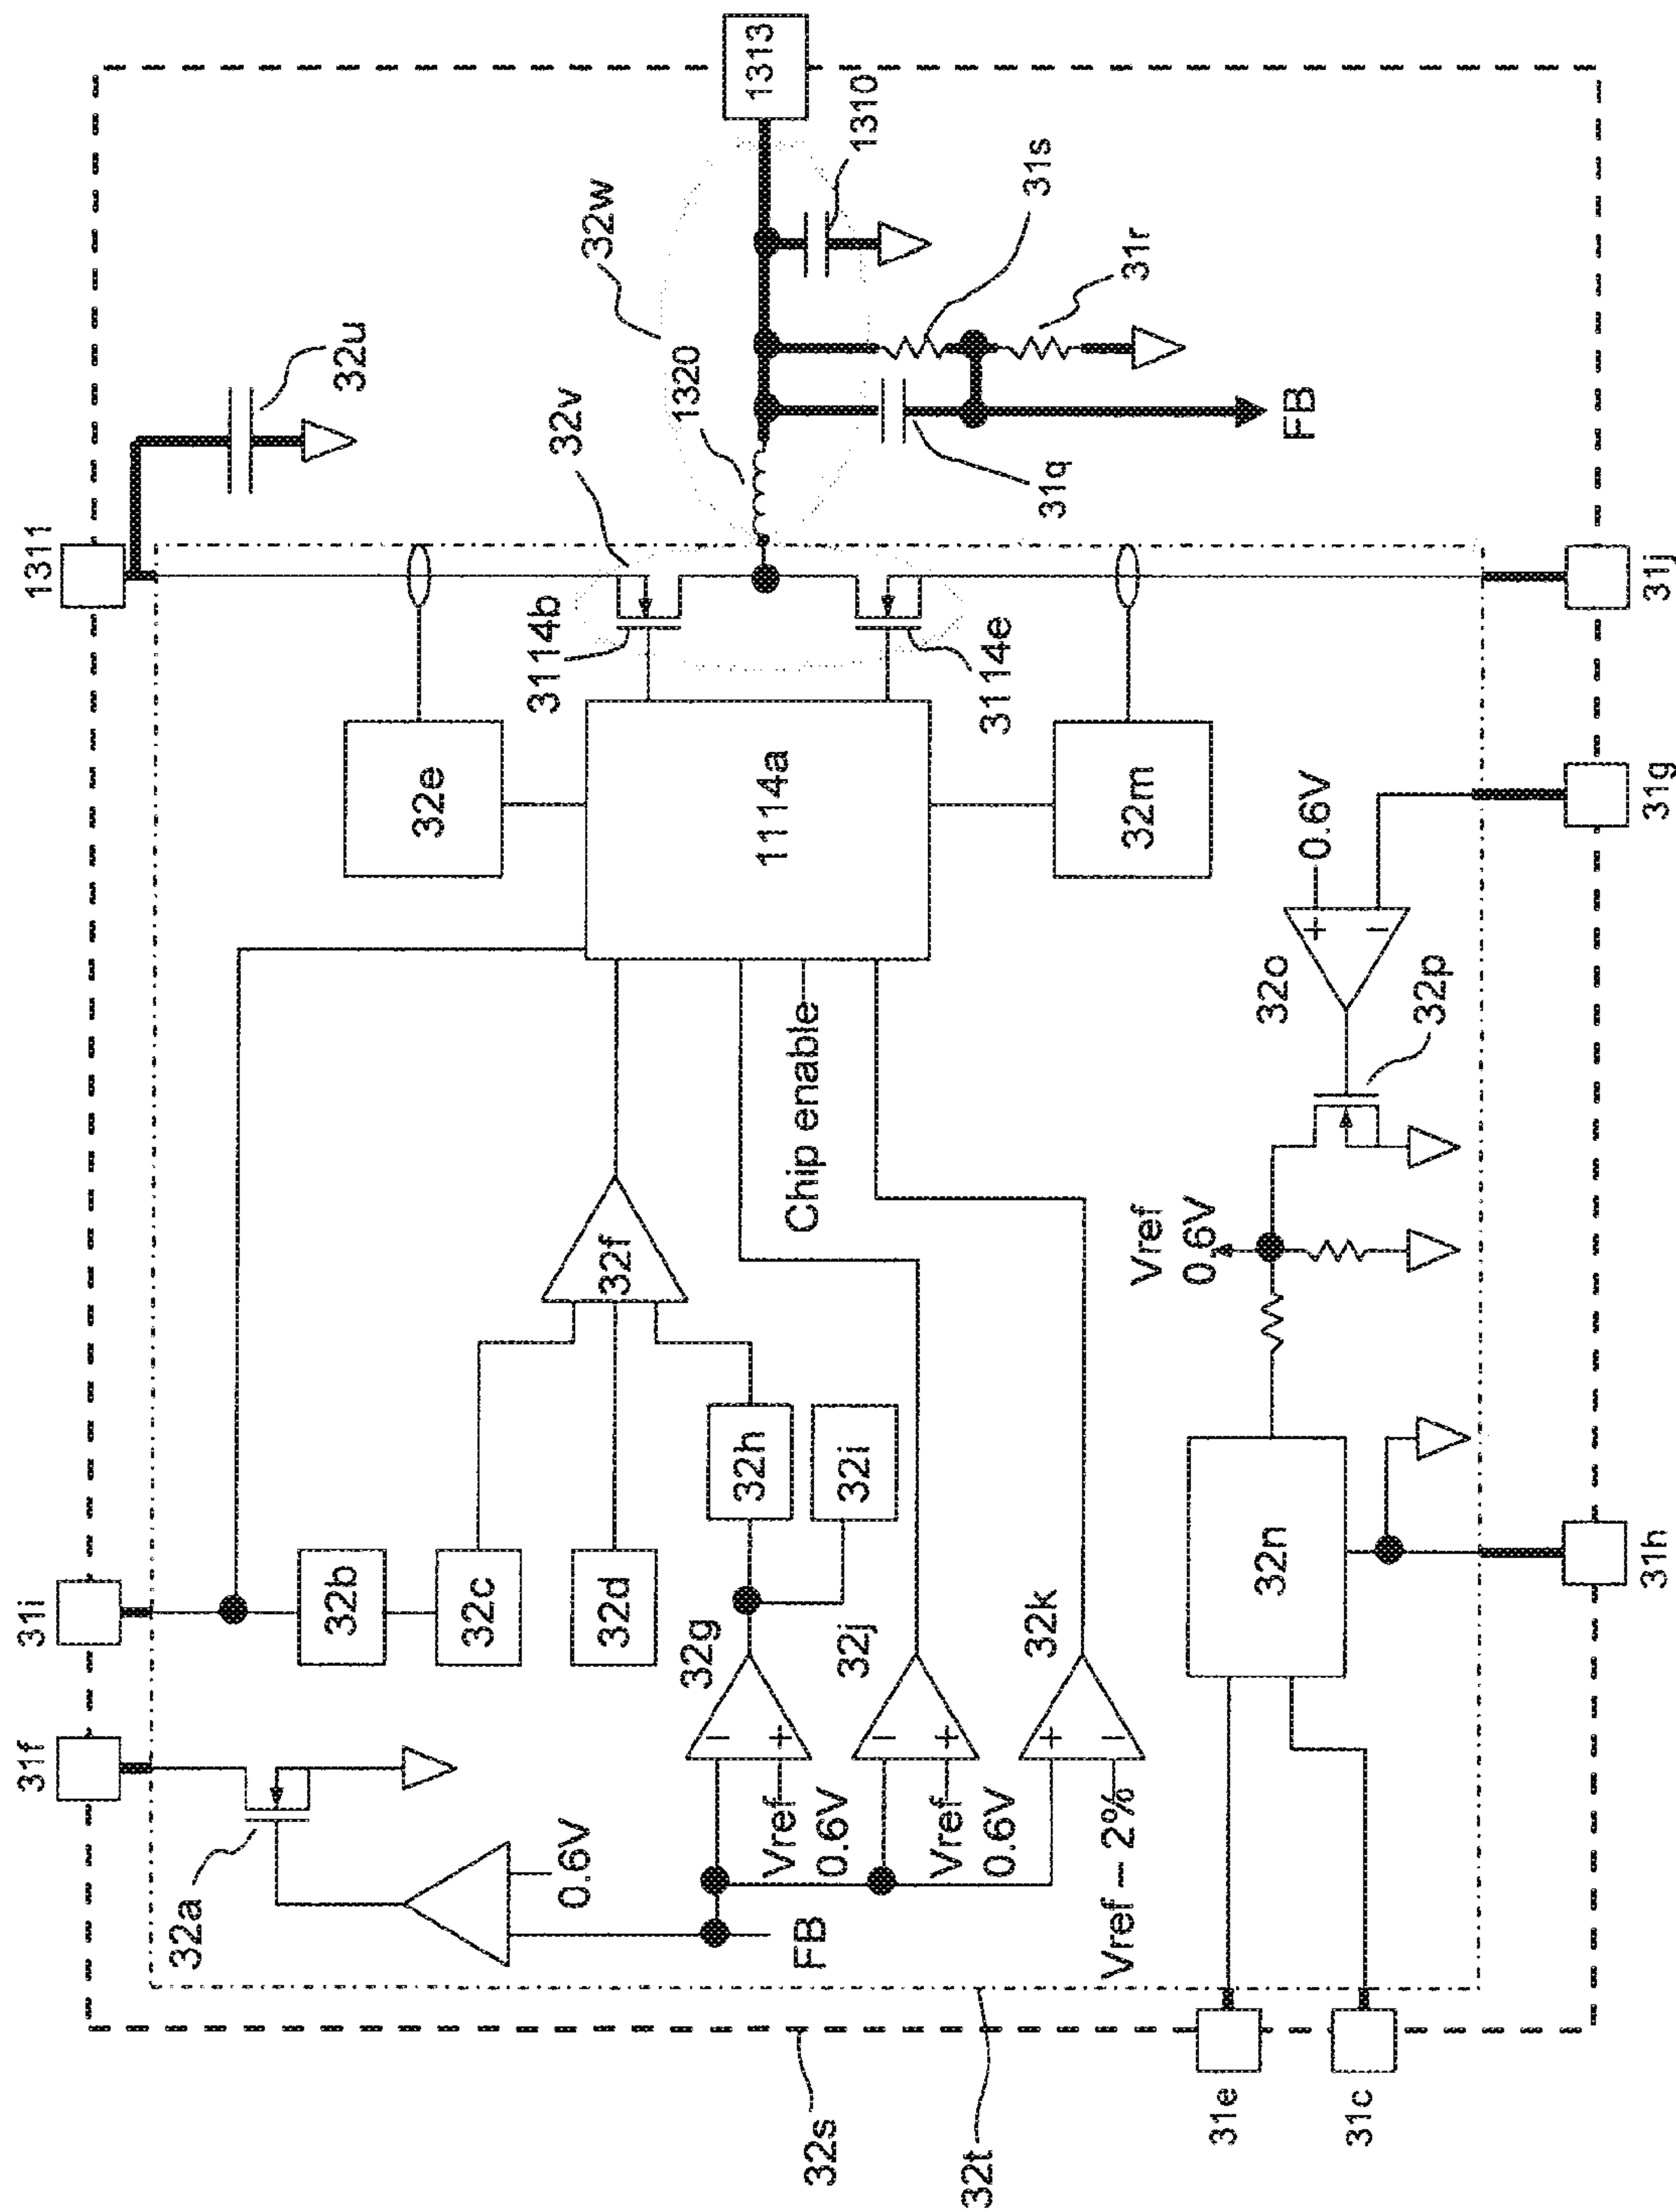 31f
31i
1311
32a
32b
32c
32d
32u
32e
32v
3114b
0.6V
FB
32g
Vref
0.6V
32h
32i
32f
32j
Vref
0.6V
32k
Vref – 2%
Chip enable
1114a
1320
32w
1313
1310
31s
31r
31q
FB
3114e
32m
32n
Vref
0.6V
32o
0.6V
32p
32s
32t
31e
31c
31h
31g
31j